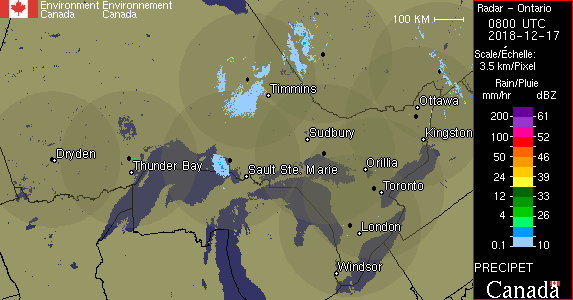 Environment Environnement
Canada Canada
100 KM
Timmins
Ottawa
Sudbury
Kingston
Dryden
Thunder Bay
Sault Ste. Marie
Orillia
Toronto
London
Windsor
Radar - Ontario
0800 UTC
2018-12-17
Scale/Échelle:
3.5 km/Pixel
Rain/Pluie
mm/hr dBZ
200 61
100 52
50 46
24 39
12 33
4 26
0.1 10
PRECIPET
Canada